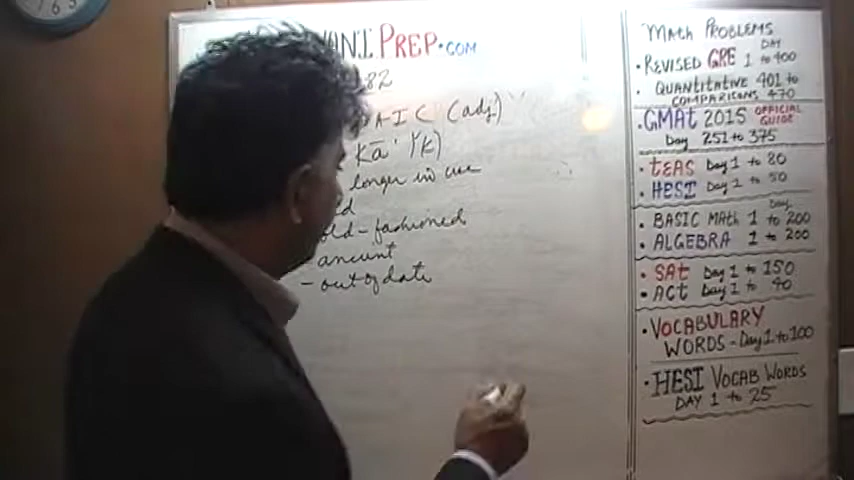 PREP.COM
82
A-I C (adj)
kā' ĭk)
longer in use
old-fashioned
ancient
- out of date
MATH PROBLEMS
DAY
• REVISED GRE 1 to 400
• QUANTITATIVE 401 to
COMPARISONS 470
• GMAt 2015 OFFICIAL GUIDE
Day 251 to 375
• tEAS Day 1 to 80
• HESI Day 1 to 50
Day
• BASIC MAth 1 to 200
• ALGEBRA 1 to 200
• SAt Day 1 to 150
• ACT Day 1 to 40
• VOCABULARY
WORDS - Day 1 to 100
• HESI VOCAB WORDS
DAY 1 to 25